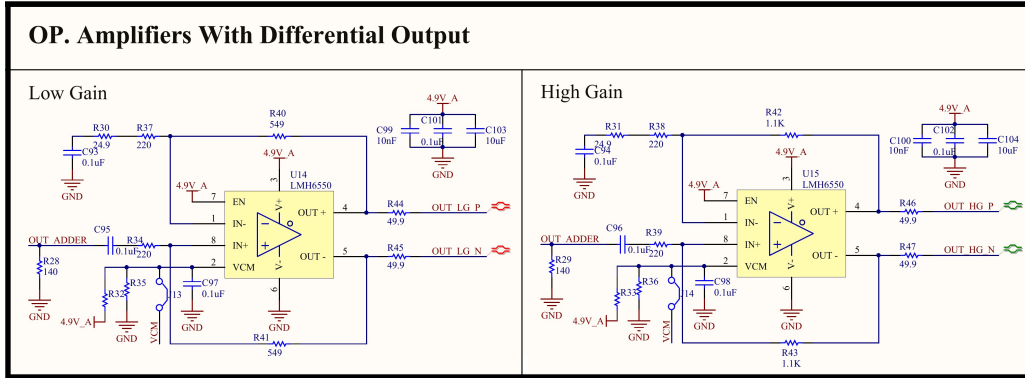 OP. Amplifiers With Differential Output
Low Gain
R40
549
4.9V_A
C99
10nF
C101
0.1uF
C103
10uF
GND
R30
24.9
R37
220
C93
0.1uF
GND
4.9V_A
4.9V_A
U14
LMH6550
3
V+
7
EN
1
IN-
8
IN+
2
VCM
OUT +
4
OUT -
5
V-
6
GND
R44
49.9
OUT_LG_P
R45
49.9
OUT_LG_N
OUT_ADDER
C95
0.1uF
R34
220
R28
140
GND
R32
4.9V_A
R35
GND
J13
VCM
C97
0.1uF
GND
R41
549
High Gain
R42
1.1K
4.9V_A
C100
10nF
C102
0.1uF
C104
10uF
GND
R31
24.9
R38
220
C94
0.1uF
GND
4.9V_A
4.9V_A
U15
LMH6550
3
V+
7
EN
1
IN-
8
IN+
2
VCM
OUT +
4
OUT -
5
V-
6
GND
R46
49.9
OUT_HG_P
R47
49.9
OUT_HG_N
OUT_ADDER
C96
0.1uF
R39
220
R29
140
GND
R33
4.9V_A
R36
GND
J14
VCM
C98
0.1uF
GND
R43
1.1K